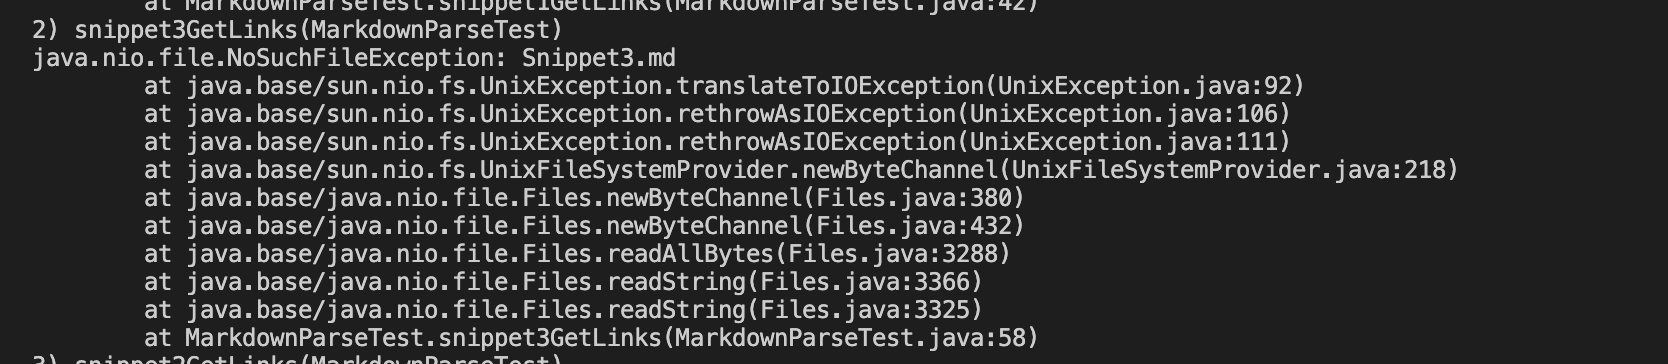 at MarkdownParseTest.snippet1GetLinks(MarkdownParseTest.java:42)
2) snippet3GetLinks(MarkdownParseTest)
java.nio.file.NoSuchFileException: Snippet3.md
at java.base/sun.nio.fs.UnixException.translateToIOException(UnixException.java:92)
at java.base/sun.nio.fs.UnixException.rethrowAsIOException(UnixException.java:106)
at java.base/sun.nio.fs.UnixException.rethrowAsIOException(UnixException.java:111)
at java.base/sun.nio.fs.UnixFileSystemProvider.newByteChannel(UnixFileSystemProvider.java:218)
at java.base/java.nio.file.Files.newByteChannel(Files.java:380)
at java.base/java.nio.file.Files.newByteChannel(Files.java:432)
at java.base/java.nio.file.Files.readAllBytes(Files.java:3288)
at java.base/java.nio.file.Files.readString(Files.java:3366)
at java.base/java.nio.file.Files.readString(Files.java:3325)
at MarkdownParseTest.snippet3GetLinks(MarkdownParseTest.java:58)
3) snippet2GetLinks(MarkdownParseTest)